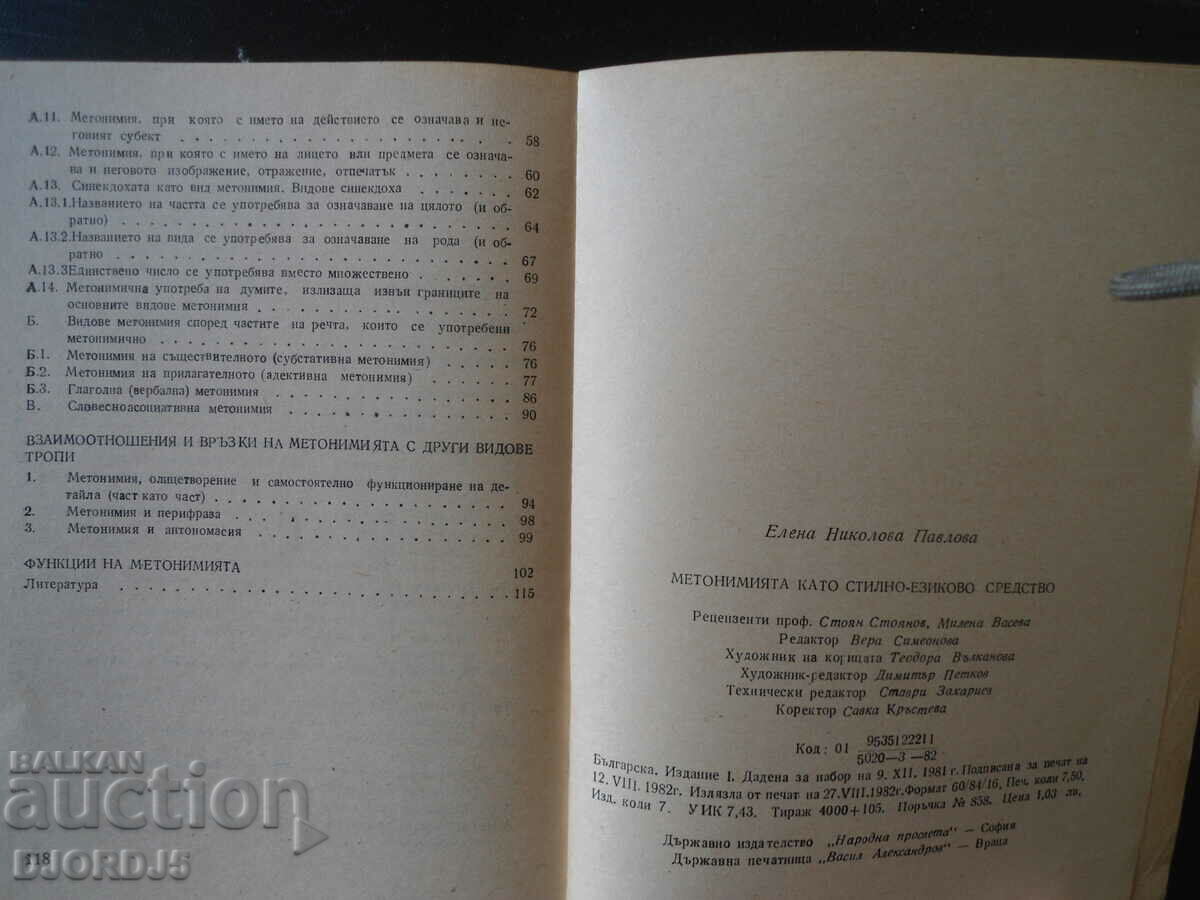 А.11. Метонимия, при която с името на действието се означава и не-
говият субект . . . . . . . . . . . . . . . . . . . 58
А.12. Метонимия, при която с името на лицето или предмета се означа-
ва и неговото изображение, отражение, отпечатък . . . . . . 60
А.13. Синекдохата като вид метонимия. Видове синекдоха . . . . . 62
А.13.1.Названието на частта се употребява за означаване на цялото (и об-
ратно) . . . . . . . . . . . . . . . . . . . . . 64
А.13.2.Названието на вида се употребява за означаване на рода (и об-
ратно . . . . . . . . . . . . . . . . . . . . . 67
А.13.3Единствено число се употребява вместо множествено . . . . . 69
А.14. Метонимична употреба на думите, излизаща извън границите на
основните видове метонимия . . . . . . . . . . . . . . 72
Б. Видове метонимия според частите на речта, които се употребени
метонимично . . . . . . . . . . . . . . . . . . . 76
Б.1. Метонимия на съществителното (субстативна метонимия) . . . . 76
Б.2. Метонимия на прилагателното (адективна метонимия) . . . . . 77
Б.3. Глаголна (вербална) метонимия . . . . . . . . . . . . . 86
В. Словесноасоциативна метонимия . . . . . . . . . . . . 90
ВЗАИМООТНОШЕНИЯ И ВРЪЗКИ НА МЕТОНИМИЯТА С ДРУГИ ВИДОВЕ
ТРОПИ
1. Метонимия, олицетворение и самостоятелно функциониране на де-
тайла (част като част) . . . . . . . . . . . . . . . . 94
2. Метонимия и перифраза . . . . . . . . . . . . . . . 98
3. Метонимия и антономасия . . . . . . . . . . . . . . 99
ФУНКЦИИ НА МЕТОНИМИЯТА 102
Литература . . . . . . . . . . . . . . . . . . . . . 115
118
Елена Николова Павлова
МЕТОНИМИЯТА КАТО СТИЛНО-ЕЗИКОВО СРЕДСТВО
Рецензенти проф. Стоян Стоянов, Милена Васева
Редактор Вера Симеонова
Художник на корицата Теодора Вълканова
Художник-редактор Димитър Петков
Технически редактор Ставри Захариев
Коректор Савка Кръстева
Код: 01 9535122211
5020—3—82
Българска. Издание I. Дадена за набор на 9. XII. 1981 г. Подписана за печат на
12. VIII. 1982г. Излязла от печат на 27.VIII.1982г. Формат 60/84/16, Печ. коли 7,50,
Изд. коли 7. УИК 7,43. Тираж 4000+105. Поръчка № 858. Цена 1,03 лв.
Държавно издателство „Народна просвета" — София
Държавна печатница „Васил Александров" — Враца
BALKAN
auction
BJORDJ5